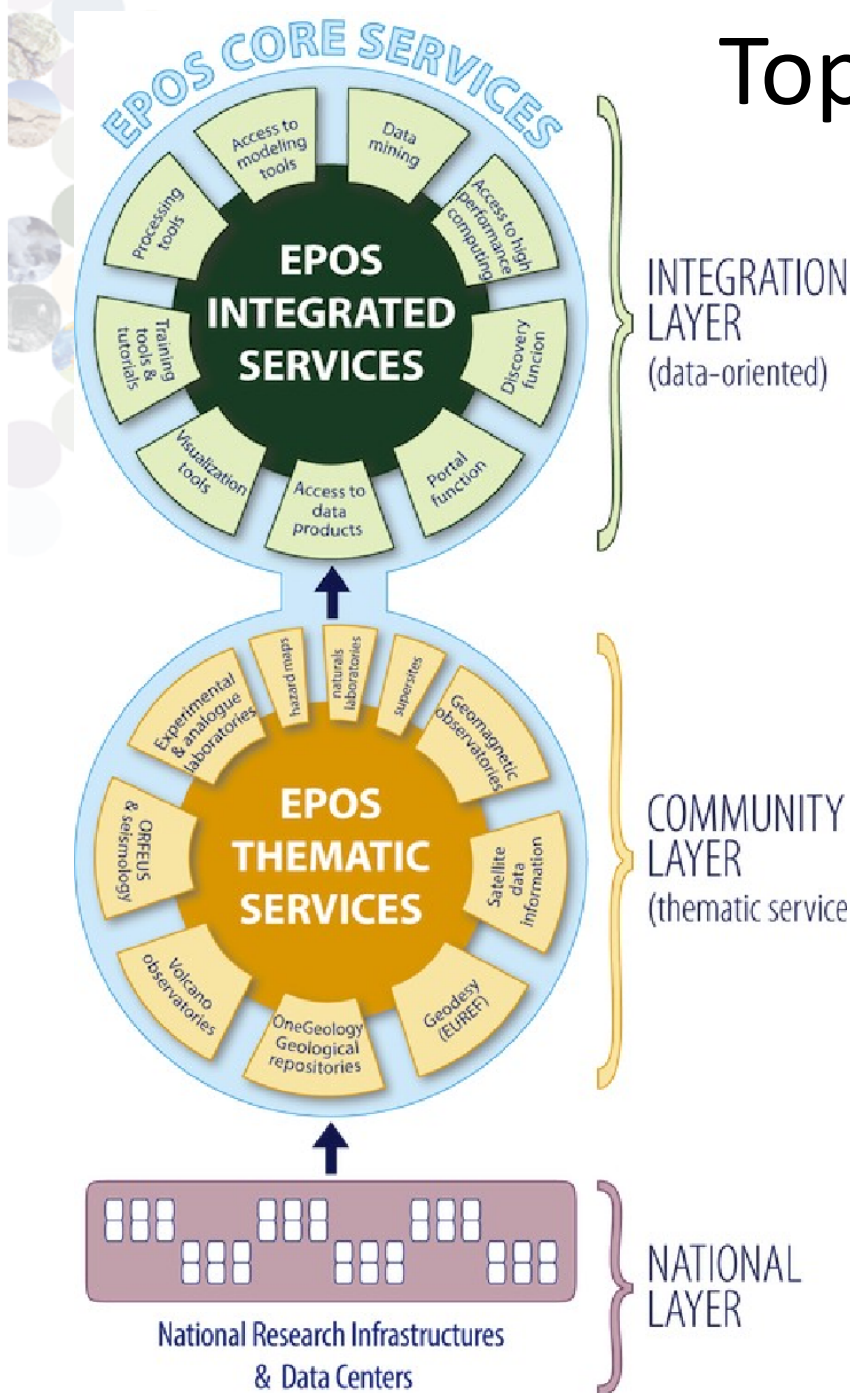 Top
EPOS CORE SERVICES
Access to
modeling
tools
Data
mining
Access to high
performance
computing
Discovery
funcion
Portal
function
Access to
data
products
Visualization
tools
Training
tools &
tutorials
Processing
tools
EPOS
INTEGRATED
SERVICES
INTEGRATION
LAYER
(data-oriented)
Experimental
& analogue
laboratories
hazard maps
naturals
laboratories
supersites
Geomagnetic
observatories
Satellite
data
information
Geodesy
(EUREF)
OneGeology
Geological
repositories
Volcano
observatories
ORFEUS
& seismology
EPOS
THEMATIC
SERVICES
COMMUNITY
LAYER
(thematic service
National Research Infrastructures
& Data Centers
NATIONAL
LAYER